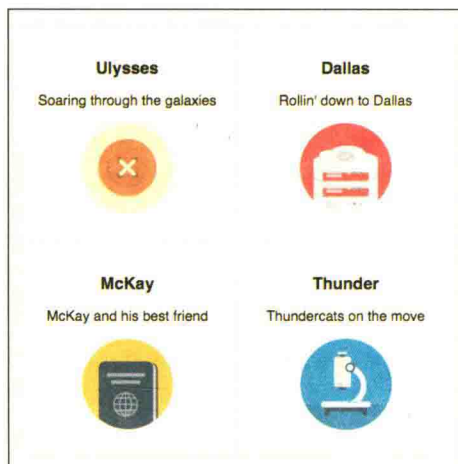 Ulysses
Soaring through the galaxies
Dallas
Rollin' down to Dallas
McKay
McKay and his best friend
Thunder
Thundercats on the move